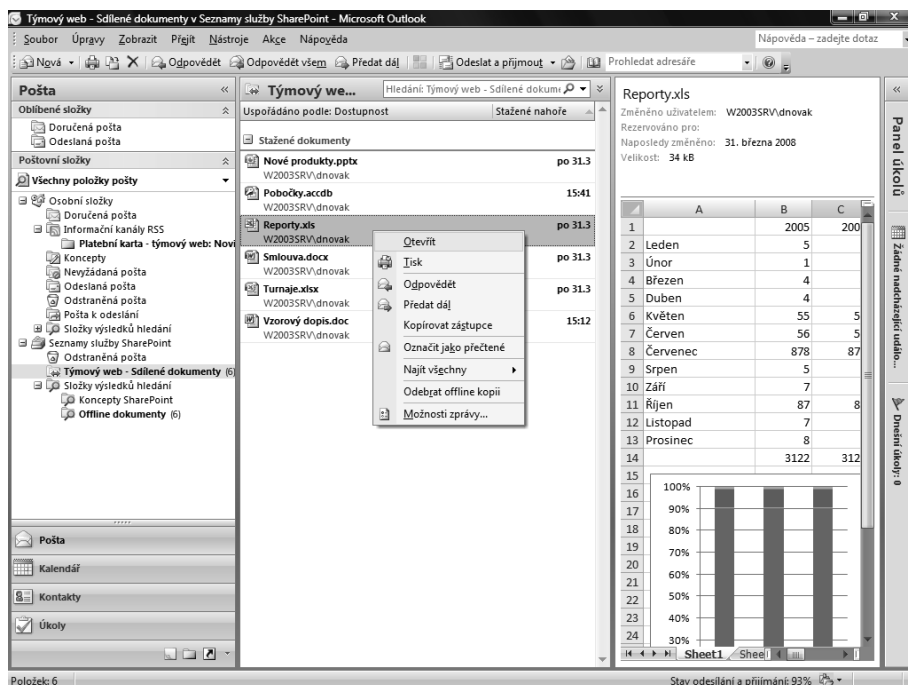 Týmový web - Sdílené dokumenty v Seznamy služby SharePoint - Microsoft Outlook
Soubor Úpravy Zobrazit Přejít Nástroje Akce Nápověda
Nápověda – zadejte dotaz
Nová Odpovědět Odpovědět všem Předat dál Odeslat a přijmout Prohledat adresáře
Pošta
Oblíbené složky
Doručená pošta
Odeslaná pošta
Poštovní složky
Všechny položky pošty
Osobní složky
Doručená pošta
Informační kanály RSS
Platební karta - týmový web: Novi
Koncepty
Nevyžádaná pošta
Odeslaná pošta
Odstraněná pošta
Pošta k odeslání
Složky výsledků hledání
Seznamy služby SharePoint
Odstraněná pošta
Týmový web - Sdílené dokumenty (6)
Složky výsledků hledání
Koncepty SharePoint
Offline dokumenty (6)
Pošta
Kalendář
Kontakty
Úkoly
Týmový we...
Hledání: Týmový web - Sdílené dokume
Uspořádáno podle: Dostupnost Stažené nahoře
Stažené dokumenty
Nové produkty.pptx po 31.3
W2003SRV\dnovak
Pobočky.accdb 15:41
W2003SRV\dnovak
Reporty.xls po 31.3
W2003SRV\dnovak
Smlouva.docx po 31.3
W2003SRV\dnovak
Turnaje.xlsx po 31.3
W2003SRV\dnovak
Vzorový dopis.doc 15:12
W2003SRV\dnovak
Otevřít
Tisk
Odpovědět
Předat dál
Kopírovat zástupce
Označit jako přečtené
Najít všechny
Odebrat offline kopii
Možnosti zprávy...
Reporty.xls
Změněno uživatelem: W2003SRV\dnovak
Rezervováno pro:
Naposledy změněno: 31. března 2008
Velikost: 34 kB
A B C
1 2005 200
2 Leden 5
3 Únor 1
4 Březen 4
5 Duben 4
6 Květen 55 5
7 Červen 56 5
8 Červenec 878 87
9 Srpen 5
10 Září 7
11 Říjen 87 8
12 Listopad 7
13 Prosinec 8
14 3122 312
15
16
17
18
19
20
21
22
23
24
100%
90%
80%
70%
60%
50%
40%
30%
Sheet1 Shee
Panel úkolů
Žádné nadcházející událo...
Dnešní úkoly: 0
Položek: 6
Stav odesílání a přijímání: 93%